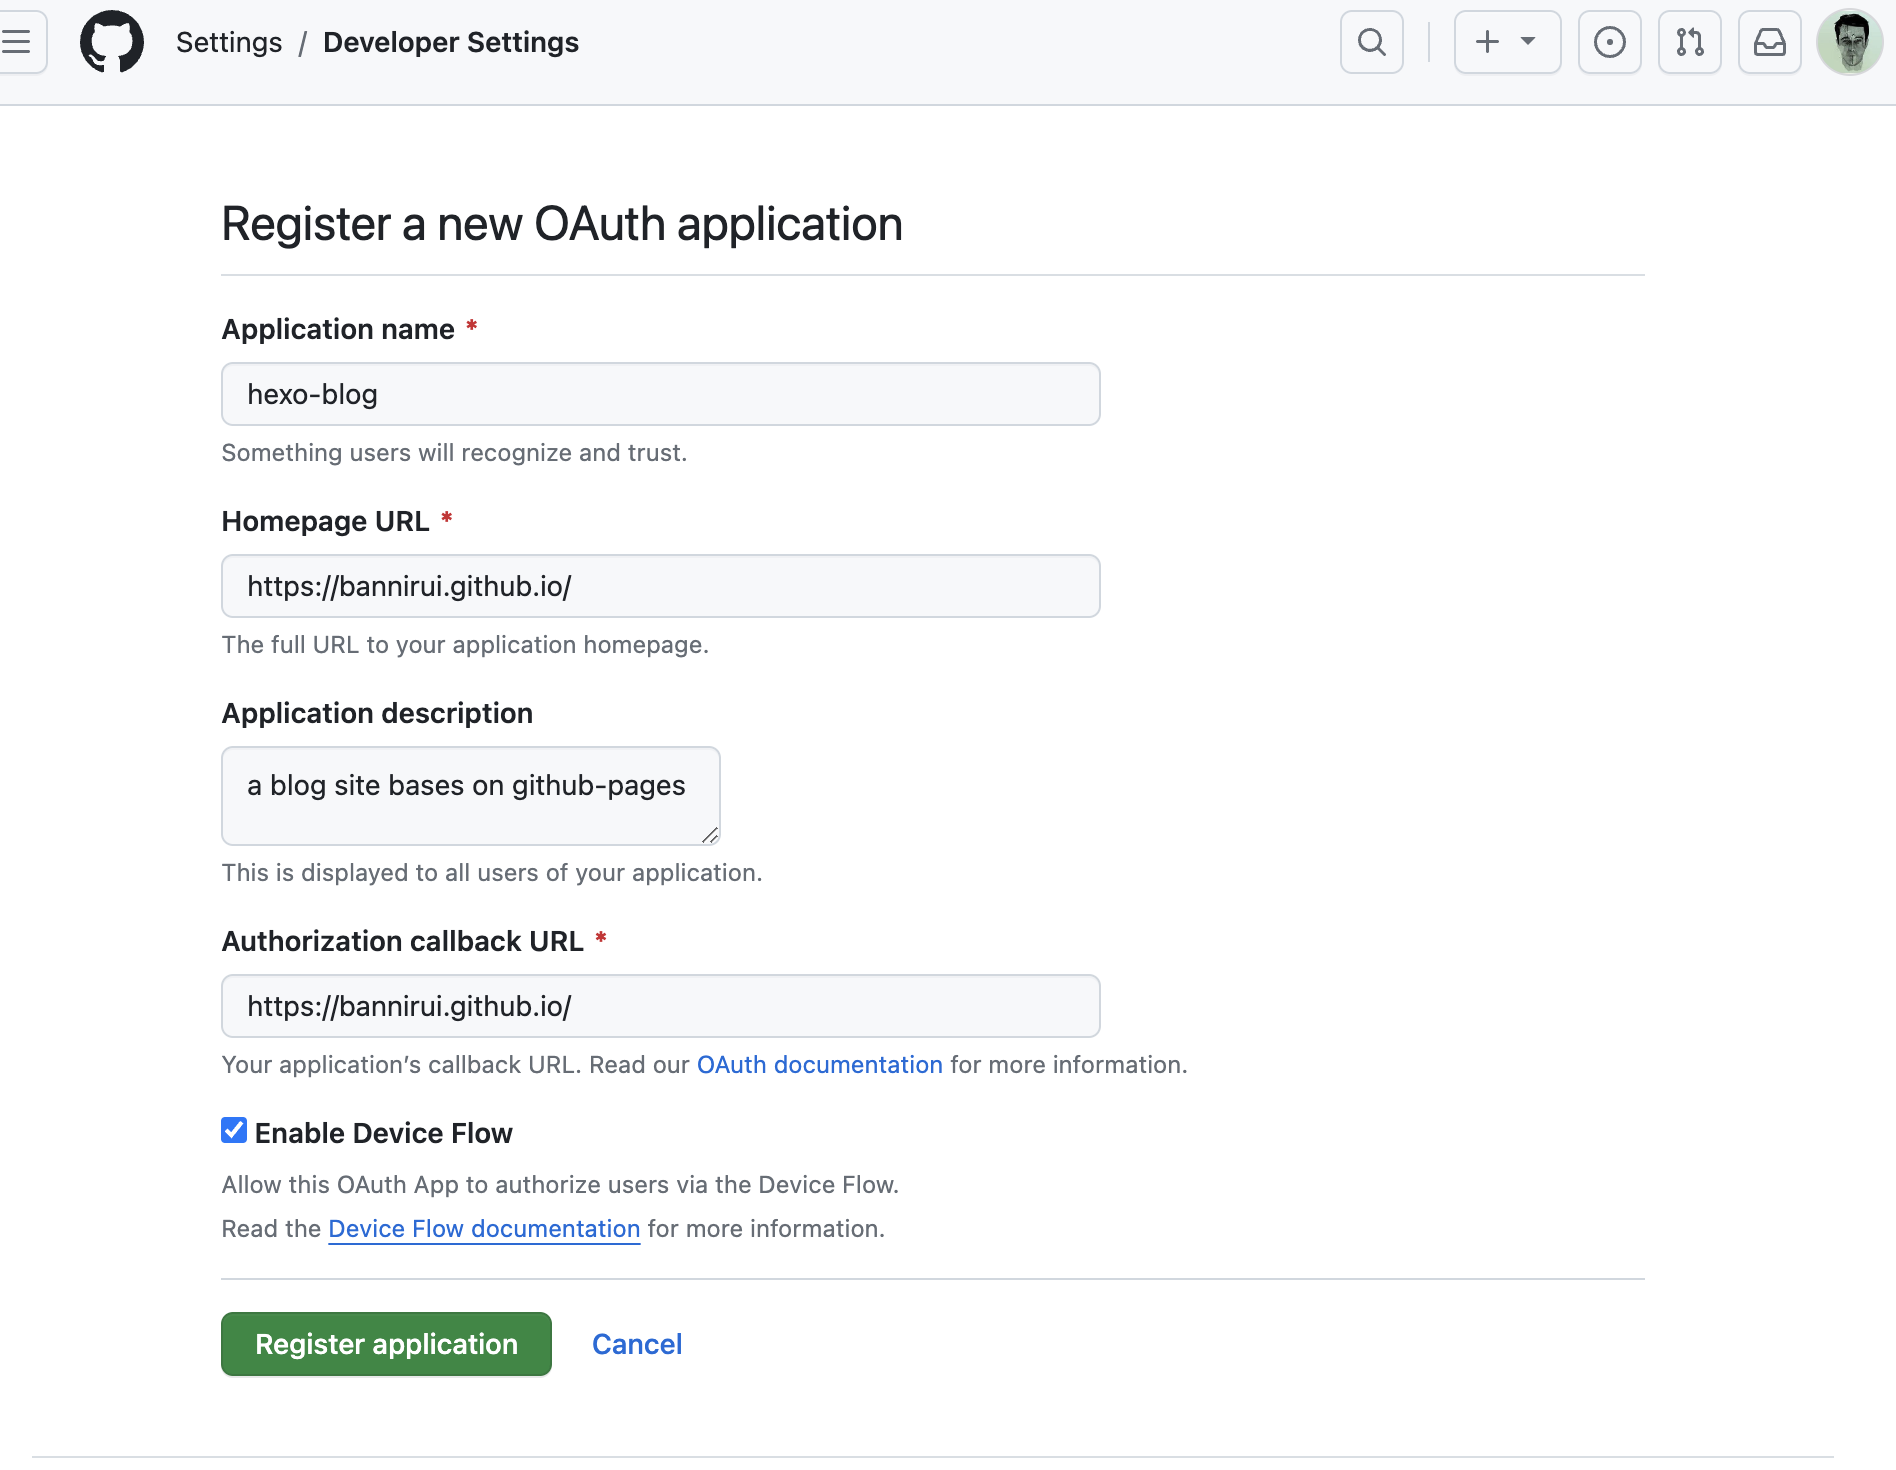 Settings / Developer Settings
Register a new OAuth application
Application name *
hexo-blog
Something users will recognize and trust.
Homepage URL *
https://bannirui.github.io/
The full URL to your application homepage.
Application description
a blog site bases on github-pages
This is displayed to all users of your application.
Authorization callback URL *
https://bannirui.github.io/
Your application’s callback URL. Read our OAuth documentation for more information.
Enable Device Flow
Allow this OAuth App to authorize users via the Device Flow.
Read the Device Flow documentation for more information.
Register application Cancel